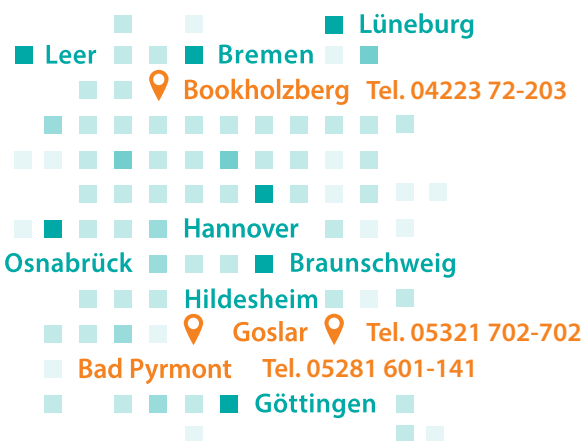 Lüneburg
Leer Bremen
Bookholzberg Tel. 04223 72-203
Hannover
Osnabrück Braunschweig
Hildesheim
Goslar Tel. 05321 702-702
Bad Pyrmont Tel. 05281 601-141
Göttingen